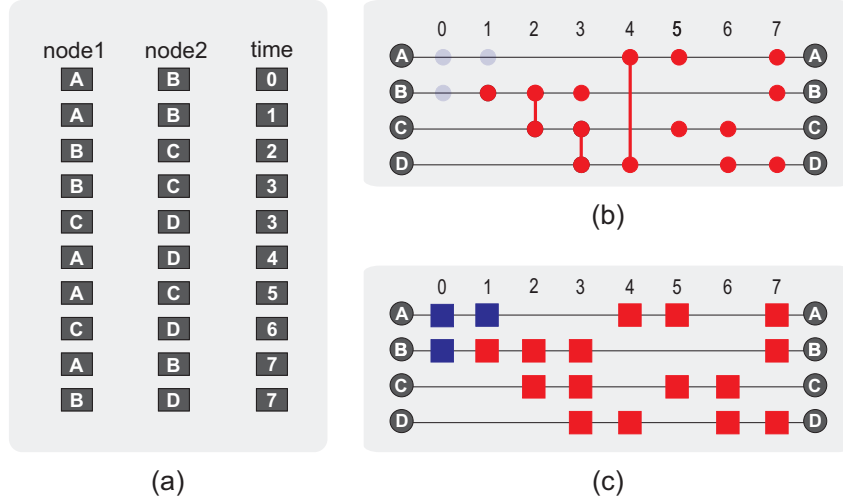 node1 node2 time
A B 0
A B 1
B C 2
B C 3
C D 3
A D 4
A C 5
C D 6
A B 7
B D 7
(a)
0 1 2 3 4 5 6 7
A A
B B
C C
D D
(b)
0 1 2 3 4 5 6 7
A A
B B
C C
D D
(c)